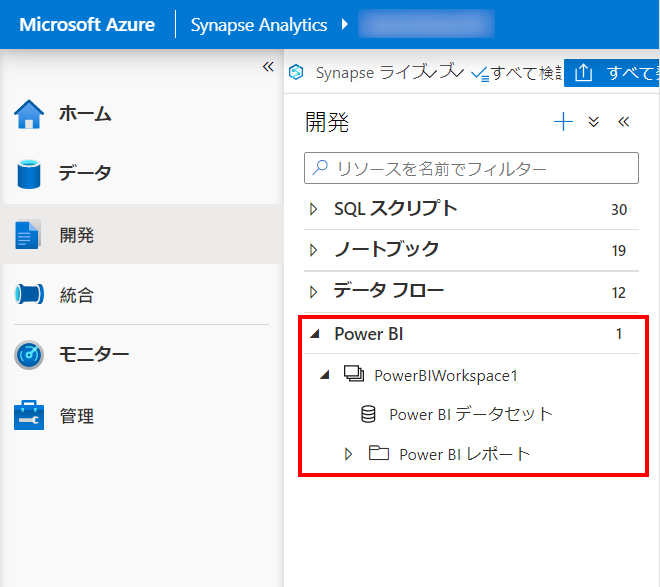 Microsoft Azure
Synapse Analytics
Synapse ライブ
すべて検証
すべて
開発
リソースを名前でフィルター
ホーム
データ
開発
統合
モニター
管理
SQL スクリプト 30
ノートブック 19
データ フロー 12
Power BI 1
PowerBIWorkspace1
Power BI データセット
Power BI レポート